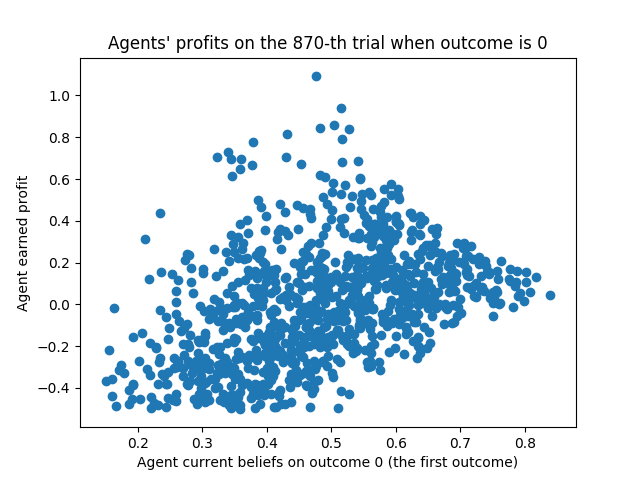 Agents' profits on the 870-th trial when outcome is 0
Agent earned profit
1.0
0.8
0.6
0.4
0.2
0.0
−0.2
−0.4
0.2 0.3 0.4 0.5 0.6 0.7 0.8
Agent current beliefs on outcome 0 (the first outcome)